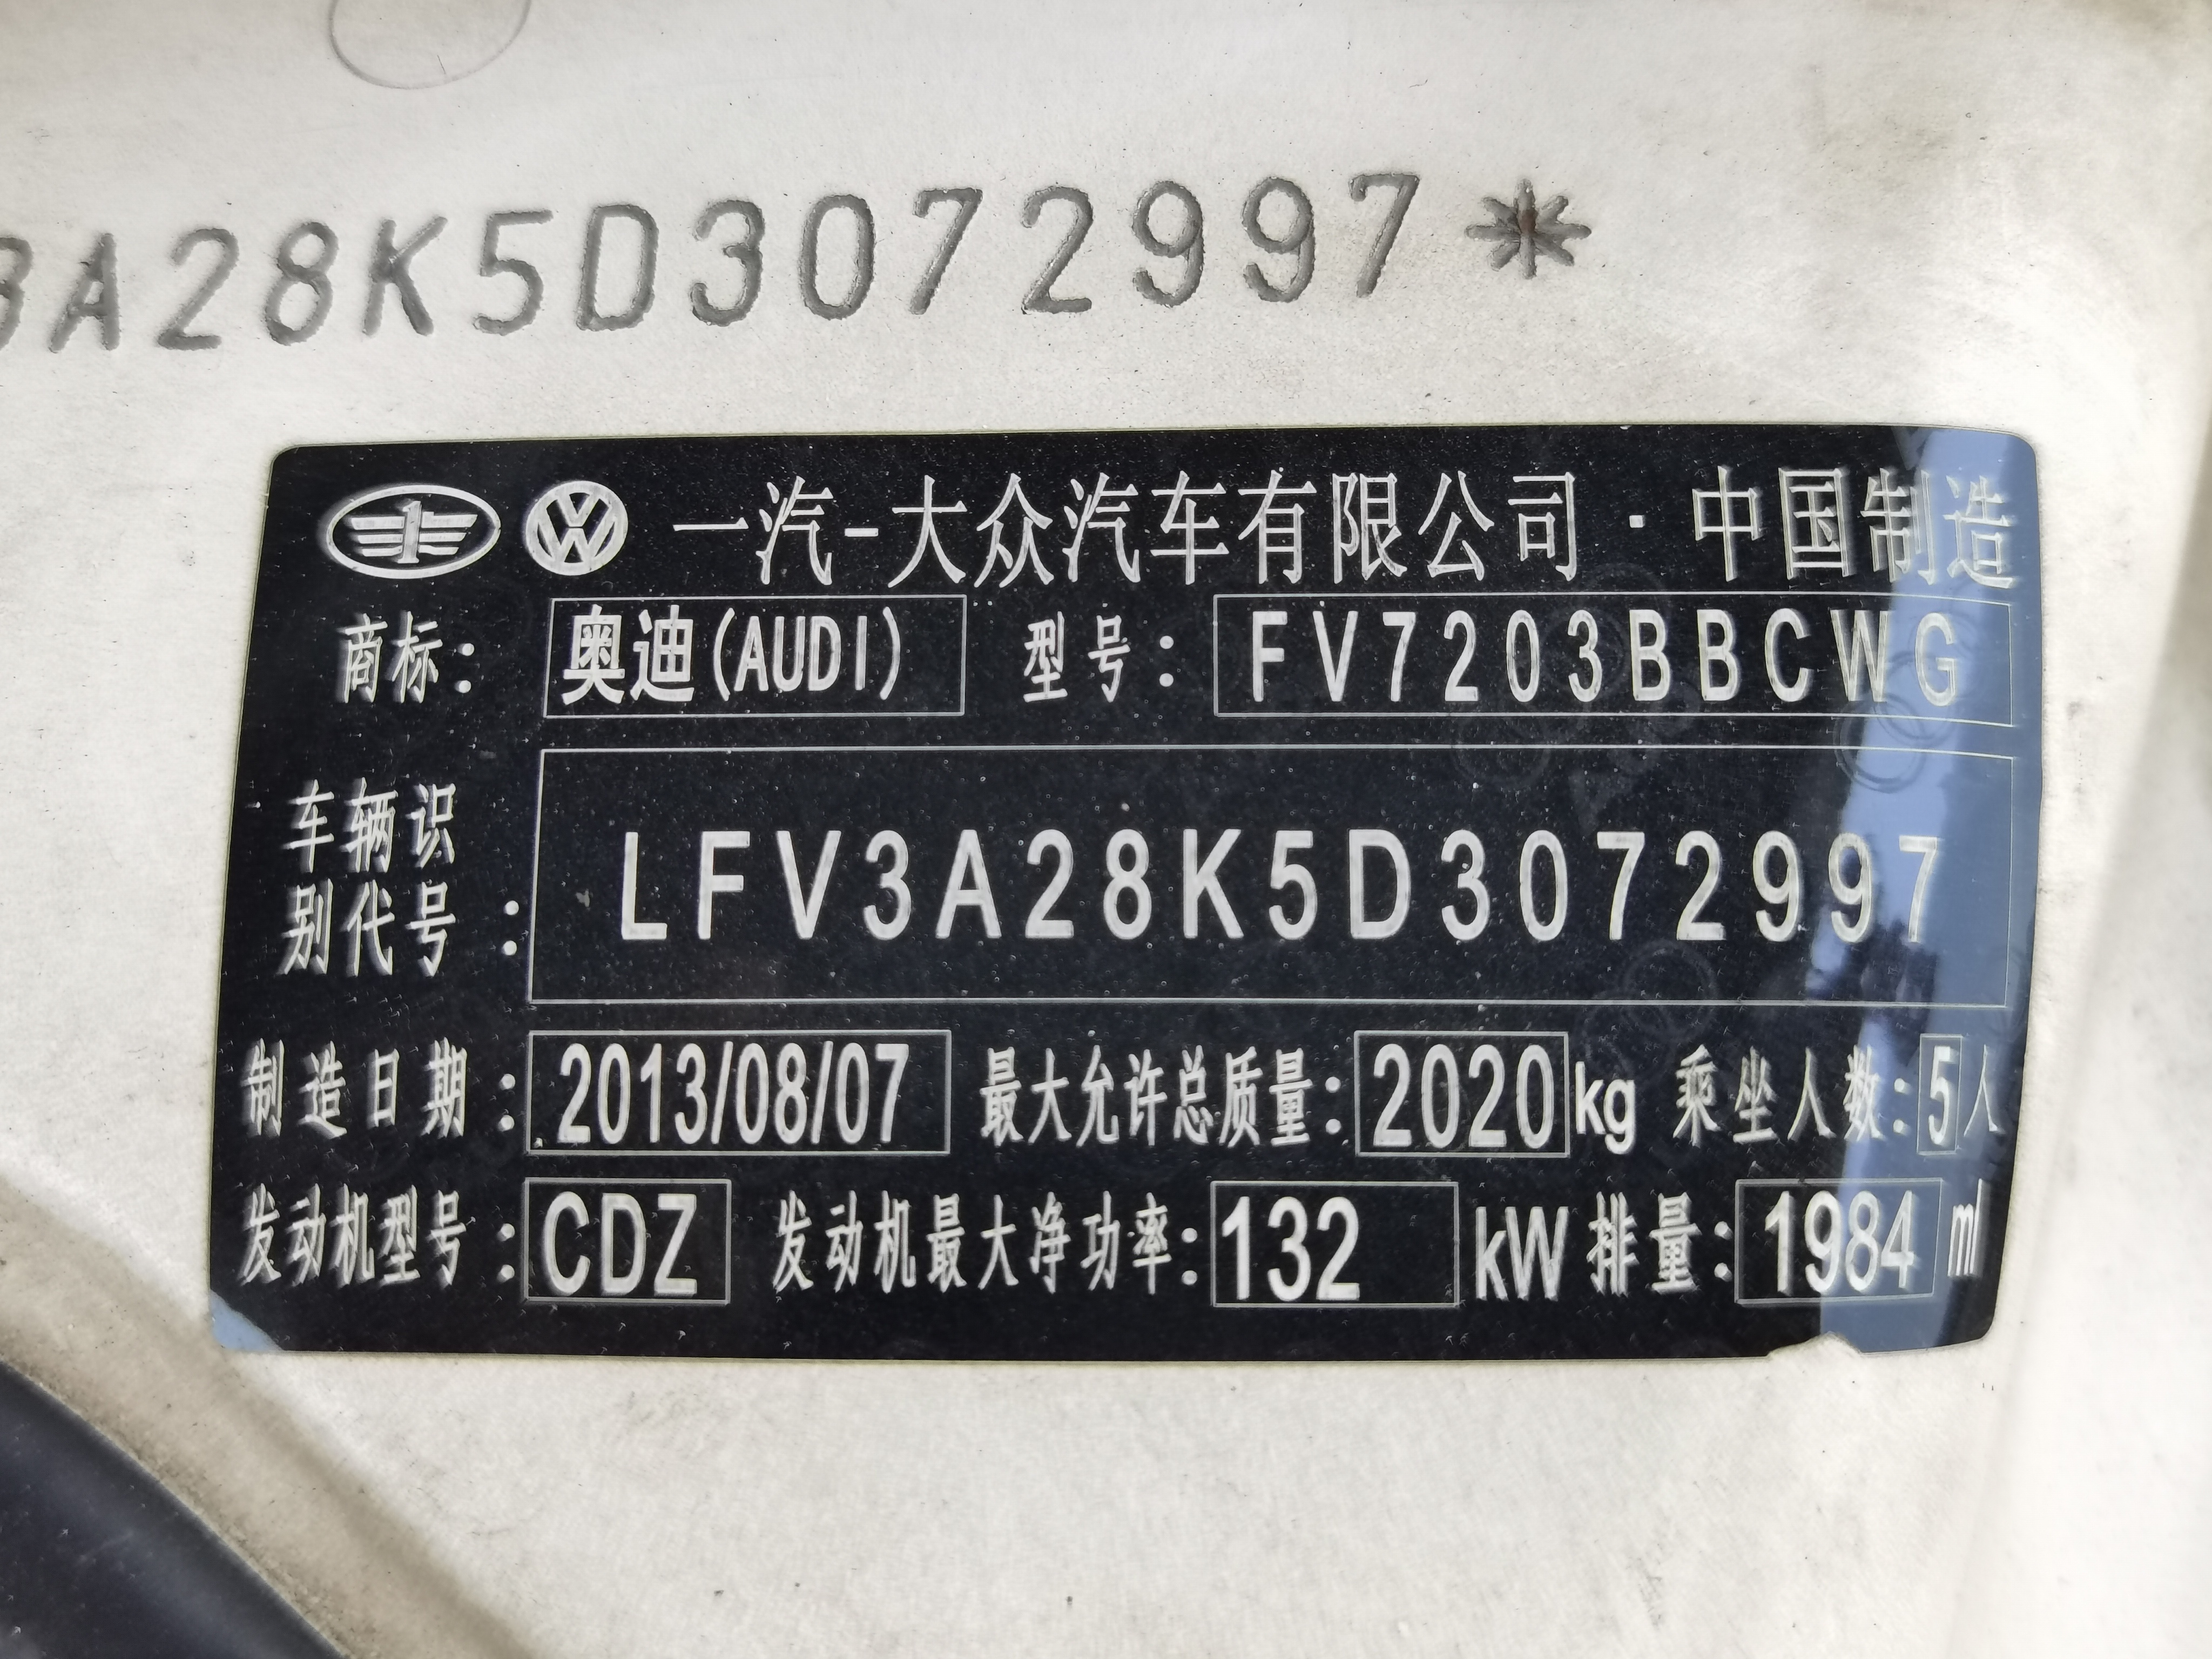 3A28K5D3072997*
一汽-大众汽车有限公司·中国制造
商标: 奥迪(AUDI) 型号: FV7203BBCWG
车辆识别代号: LFV3A28K5D3072997
制造日期: 2013/08/07 最大允许总质量: 2020kg 乘坐人数: 5人
发动机型号: CDZ 发动机最大净功率: 132 kW 排量: 1984 ml